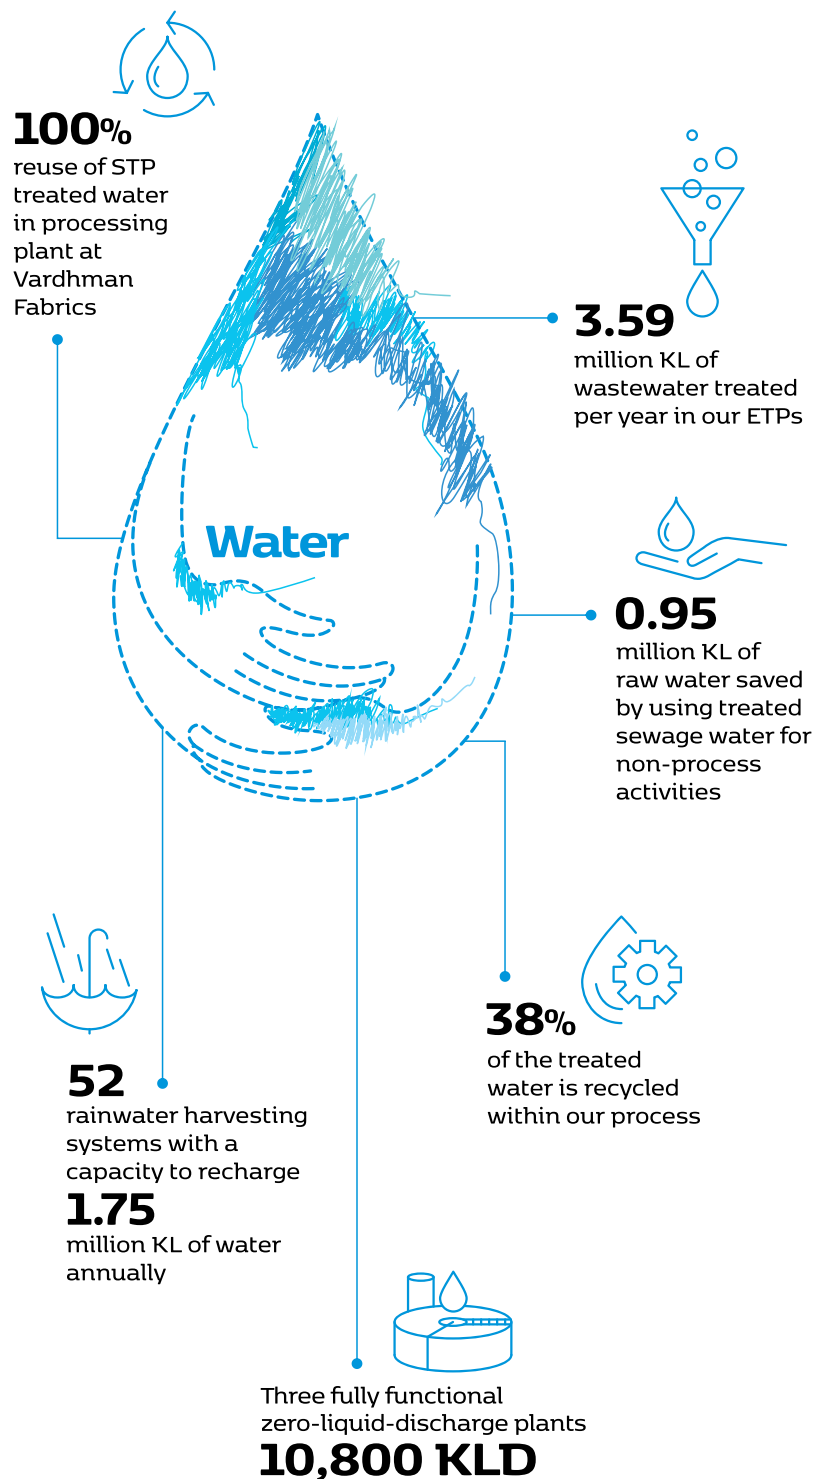 100%
reuse of STP
treated water
in processing
plant at
Vardhman
Fabrics
3.59
million KL of
wastewater treated
per year in our ETPs
Water
0.95
million KL of
raw water saved
by using treated
sewage water for
non-process
activities
38%
of the treated
water is recycled
within our process
52
rainwater harvesting
systems with a
capacity to recharge
1.75
million KL of water
annually
Three fully functional
zero-liquid-discharge plants
10,800 KLD